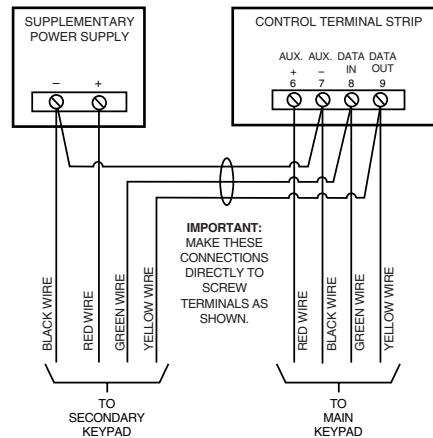 SUPPLEMENTARY
POWER SUPPLY
– +
CONTROL TERMINAL STRIP
AUX. AUX. DATA DATA
+ – IN OUT
6 7 8 9
IMPORTANT:
MAKE THESE
CONNECTIONS
DIRECTLY TO
SCREW
TERMINALS AS
SHOWN.
BLACK WIRE
RED WIRE
GREEN WIRE
YELLOW WIRE
RED WIRE
BLACK WIRE
GREEN WIRE
YELLOW WIRE
TO
SECONDARY
KEYPAD
TO
MAIN
KEYPAD